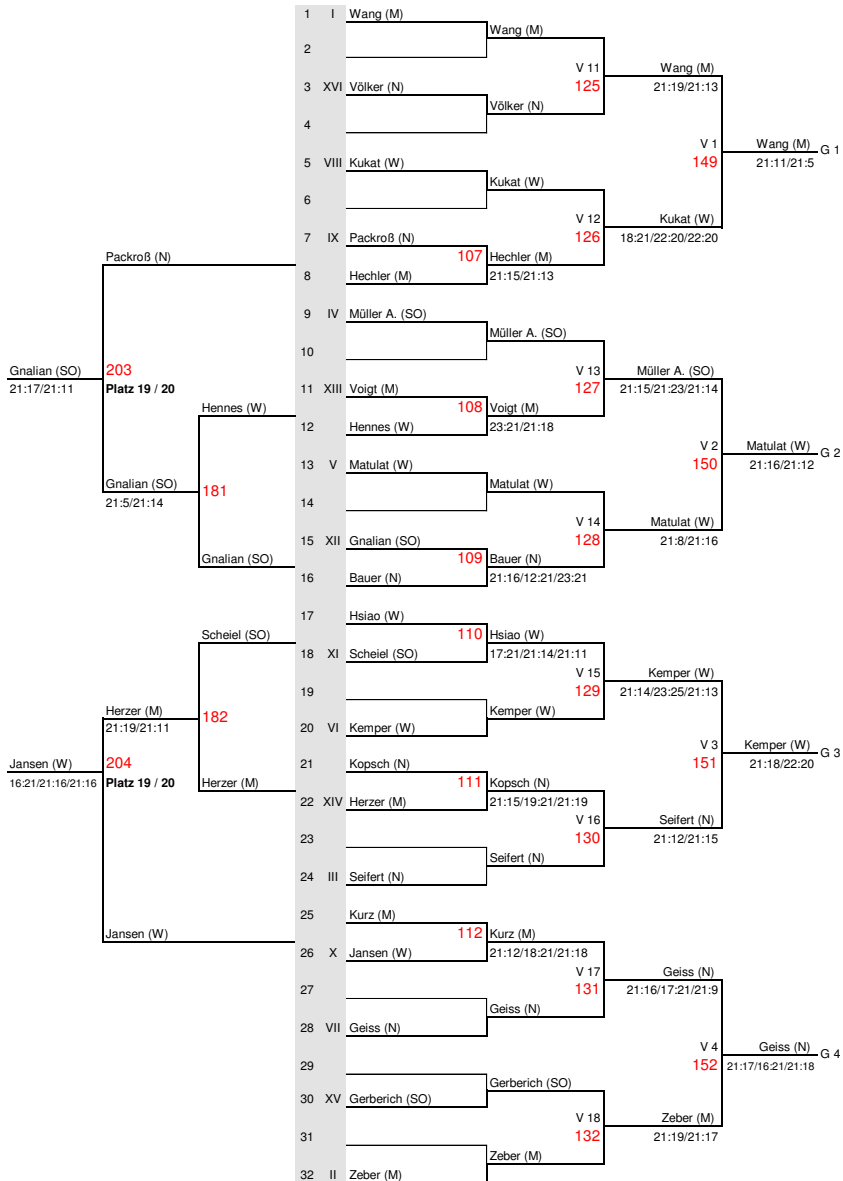 1 I Wang (M)
Wang (M)
2
V 11 Wang (M)
3 XVI Völker (N) 125 21:19/21:13
Völker (N)
4
V 1 Wang (M) G 1
5 VIII Kukat (W) 149 21:11/21:5
Kukat (W)
6
V 12 Kukat (W)
7 IX Packroß (N) 126 18:21/22:20/22:20
Packroß (N) 107 Hechler (M)
8 Hechler (M) 21:15/21:13
9 IV Müller A. (SO)
Müller A. (SO)
10
Gnalian (SO) 203 V 13 Müller A. (SO)
21:17/21:11 Platz 19 / 20 11 XIII Voigt (M) 127 21:15/21:23/21:14
Hennes (W) 108 Voigt (M)
12 Hennes (W) 23:21/21:18
V 2 Matulat (W) G 2
13 V Matulat (W) 150 21:16/21:12
Gnalian (SO) 181 Matulat (W)
21:5/21:14 14
V 14 Matulat (W)
15 XII Gnalian (SO) 128 21:8/21:16
Gnalian (SO) 109 Bauer (N)
16 Bauer (N) 21:16/12:21/23:21
17 Hsiao (W)
Scheiel (SO) 110 Hsiao (W)
18 XI Scheiel (SO) 17:21/21:14/21:11
V 15 Kemper (W)
19 129 21:14/23:25/21:13
Herzer (M) 182 Kemper (W)
21:19/21:11 20 VI Kemper (W)
V 3 Kemper (W) G 3
Jansen (W) 204 21 Kopsch (N) 151 21:18/22:20
16:21/21:16/21:16 Platz 19 / 20 Herzer (M) 111 Kopsch (N)
22 XIV Herzer (M) 21:15/19:21/21:19
V 16 Seifert (N)
23 130 21:12/21:15
Seifert (N)
24 III Seifert (N)
25 Kurz (M)
Jansen (W) 112 Kurz (M)
26 X Jansen (W) 21:12/18:21/21:18
V 17 Geiss (N)
27 131 21:16/17:21/21:9
Geiss (N)
28 VII Geiss (N)
V 4 Geiss (N) G 4
29 152 21:17/16:21/21:18
Gerberich (SO)
30 XV Gerberich (SO)
V 18 Zeber (M)
31 132 21:19/21:17
Zeber (M)
32 II Zeber (M)